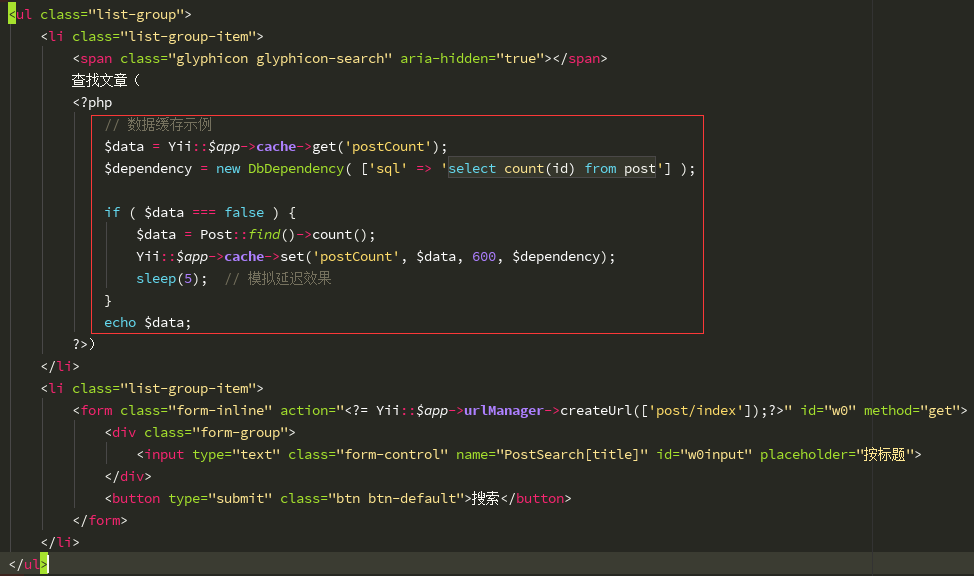 <ul class="list-group">
<li class="list-group-item">
<span class="glyphicon glyphicon-search" aria-hidden="true"></span>
查找文章（
<?php
// 数据缓存示例
$data = Yii::$app->cache->get('postCount');
$dependency = new DbDependency( ['sql' => 'select count(id) from post'] );
if ( $data === false ) {
$data = Post::find()->count();
Yii::$app->cache->set('postCount', $data, 600, $dependency);
sleep(5);  // 模拟延迟效果
}
echo $data;
?>）
</li>
<li class="list-group-item">
<form class="form-inline" action="<?= Yii::$app->urlManager->createUrl(['post/index']);?>" id="w0" method="get">
<div class="form-group">
<input type="text" class="form-control" name="PostSearch[title]" id="w0input" placeholder="按标题">
</div>
<button type="submit" class="btn btn-default">搜索</button>
</form>
</li>
</ul>